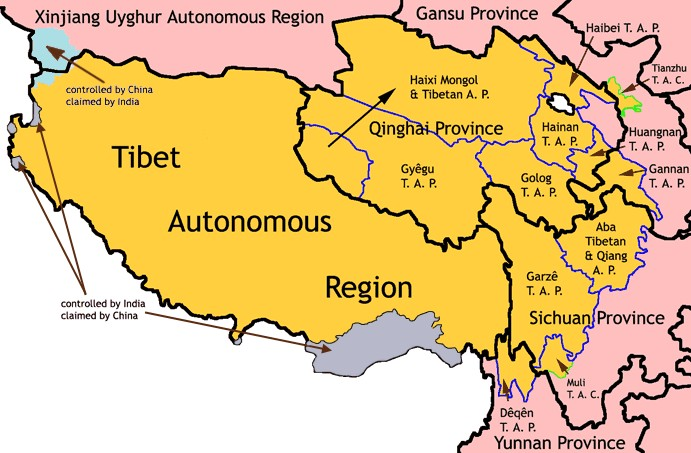 Xinjiang Uyghur Autonomous Region
Gansu Province
Haibei T. A. P.
Tianzhu
T. A. C.
controlled by China
claimed by India
Haixi Mongol
& Tibetan A. P.
Qinghai Province
Hainan
T. A. P.
Huangnan
T. A. P.
Gannan
T. A. P.
Tibet
Autonomous
Region
Gyêgu
T. A. P.
Golog
T. A. P.
Aba
Tibetan
& Qiang
A. P.
Garzê
T. A. P.
controlled by India
claimed by China
Sichuan Province
Muli
T. A. C.
Dêqên
T. A. P.
Yunnan Province